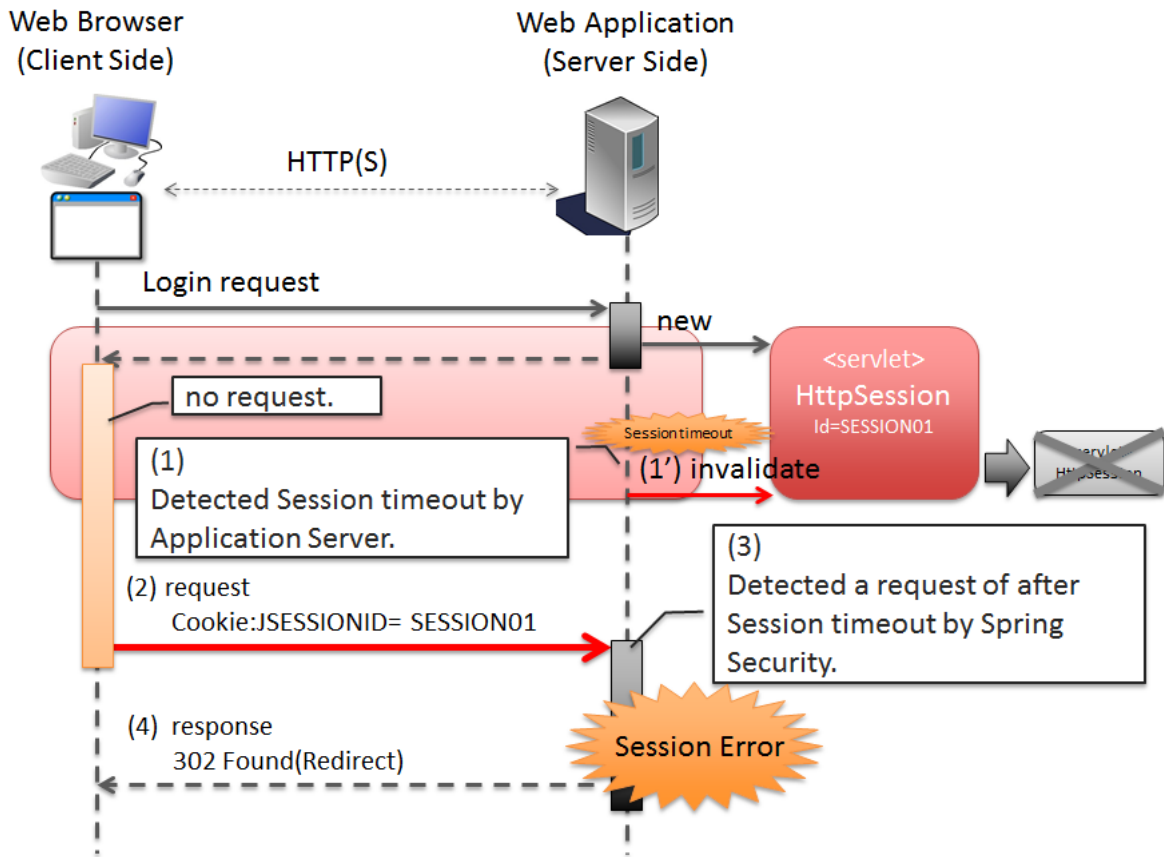 Web Browser
(Client Side)
Web Application
(Server Side)
HTTP(S)
Login request
new
<servlet>
HttpSession
Id=SESSION01
no request.
Session timeout
(1)
Detected Session timeout by
Application Server.
(1’) invalidate
servlet>
HttpSession
(2) request
Cookie:JSESSIONID= SESSION01
(3)
Detected a request of after
Session timeout by Spring
Security.
(4) response
302 Found(Redirect)
Session Error